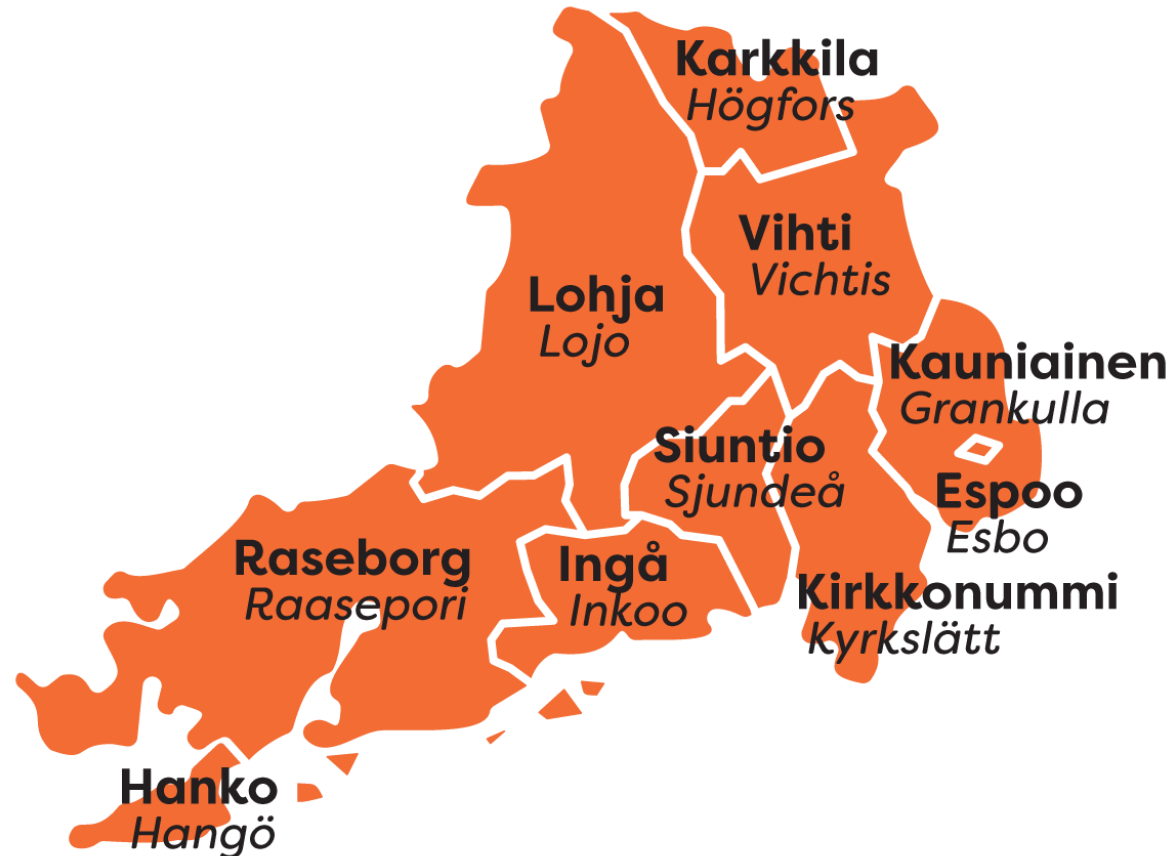 Karkkila
Högfors
Vihti
Vichtis
Lohja
Lojo
Kauniainen
Grankulla
Siuntio
Sjundeå
Espoo
Esbo
Raseborg
Raasepori
Ingå
Inkoo
Kirkkonummi
Kyrkslätt
Hanko
Hangö